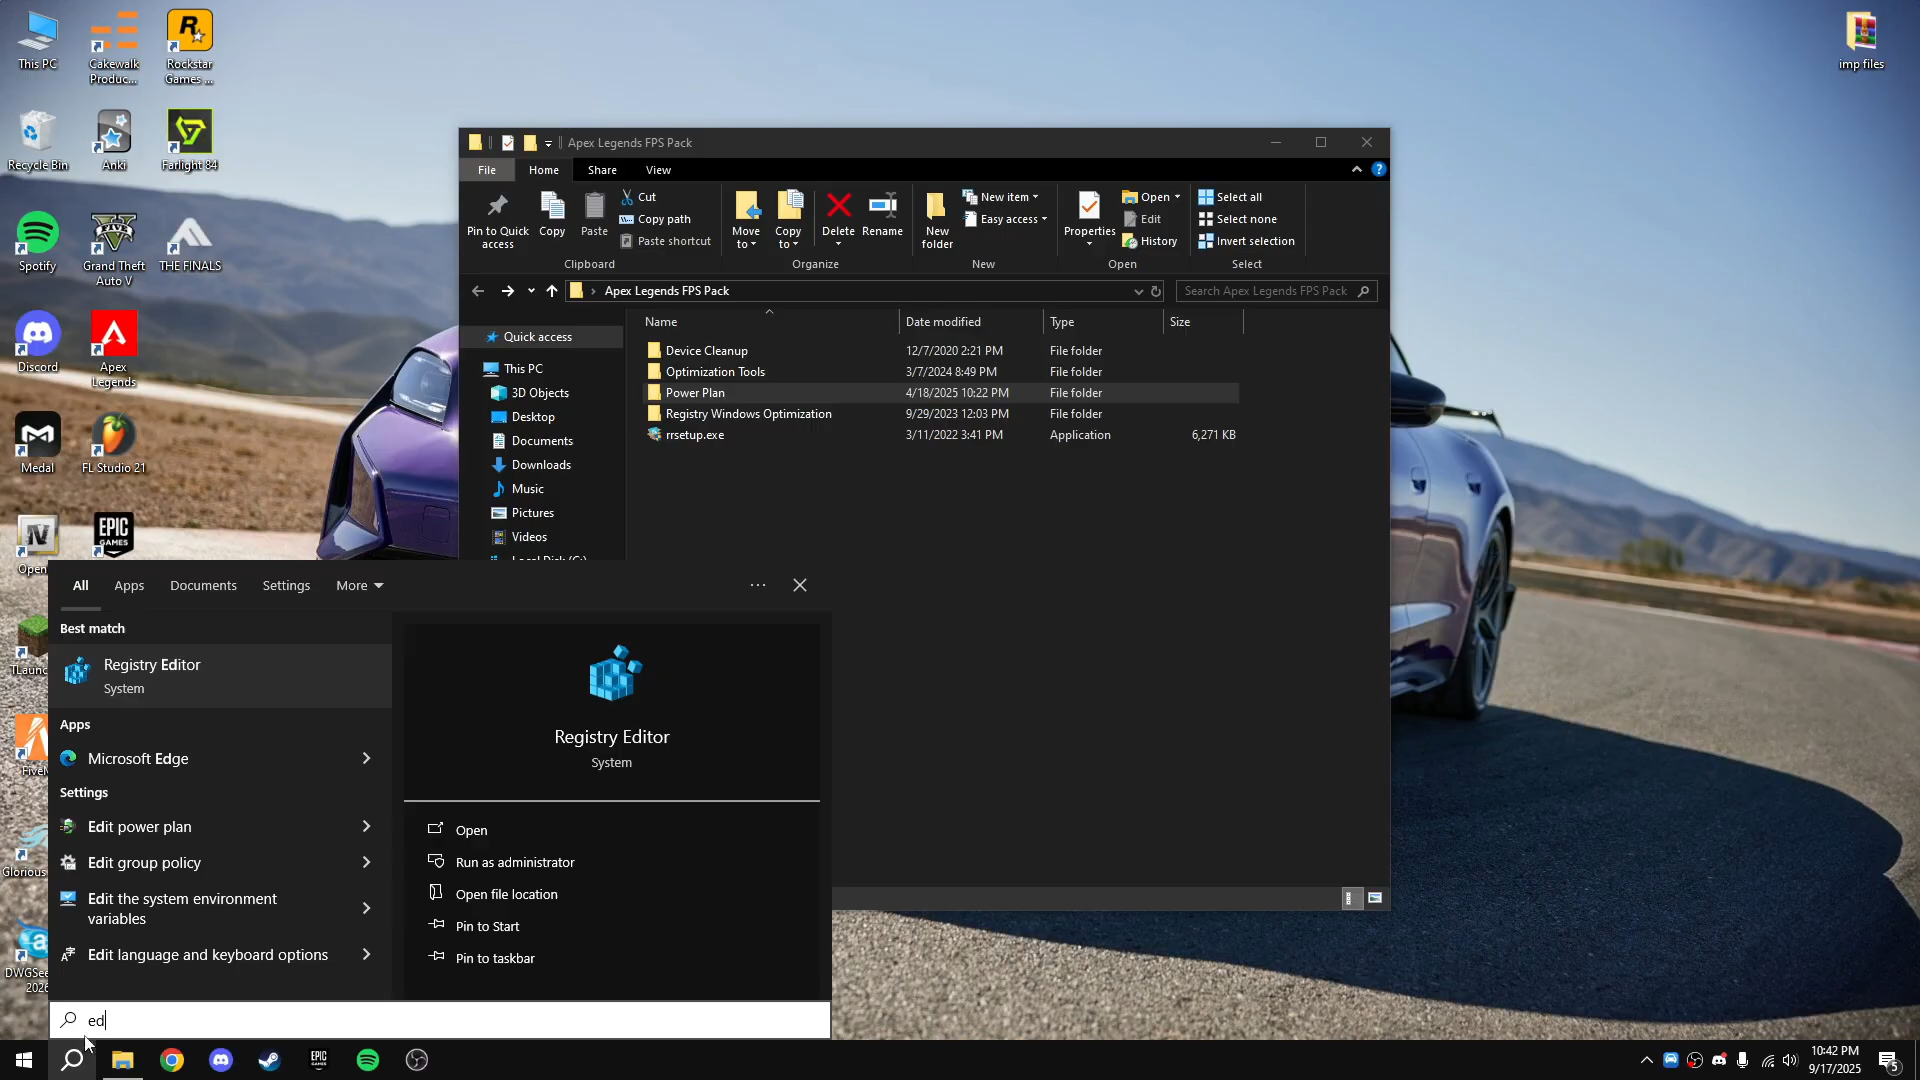 This PC
Cakewalk
Produc...
Rockstar
Games ...
imp files
Recycle Bin
Anki
Farlight 84
Spotify
Grand Theft
Auto V
THE FINALS
Discord
Apex
Legends
Medal
FL Studio 21
EPIC
GAMES
Open
TLaunc
FiveM
Glorious
DWGSee
2026
Apex Legends FPS Pack
File
Home
Share
View
Pin to Quick
access
Copy
Paste
Cut
Copy path
Paste shortcut
Clipboard
Move
to
Copy
to
Delete
Rename
Organize
New
folder
New item
Easy access
New
Properties
Open
Edit
History
Open
Select all
Select none
Invert selection
Select
Apex Legends FPS Pack
Search Apex Legends FPS Pack
Quick access
This PC
3D Objects
Desktop
Documents
Downloads
Music
Pictures
Videos
Local Disk (C:)
Name Date modified Type Size
Device Cleanup 12/7/2020 2:21 PM File folder
Optimization Tools 3/7/2024 8:49 PM File folder
Power Plan 4/18/2025 10:22 PM File folder
Registry Windows Optimization 9/29/2023 12:03 PM File folder
rrsetup.exe 3/11/2022 3:41 PM Application 6,271 KB
All Apps Documents Settings More
Best match
Registry Editor
System
Apps
Microsoft Edge
Settings
Edit power plan
Edit group policy
Edit the system environment
variables
Edit language and keyboard options
Registry Editor
System
Open
Run as administrator
Open file location
Pin to Start
Pin to taskbar
ed
EPIC
GAMES
10:42 PM
9/17/2025
5